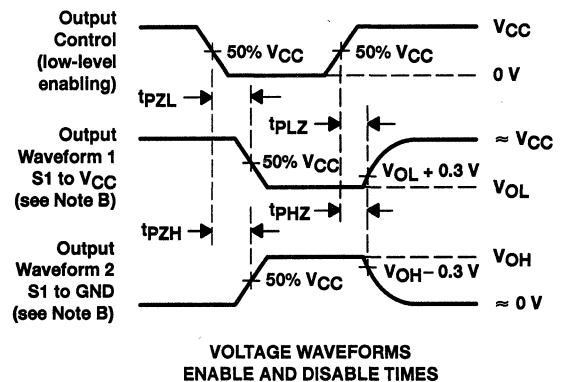 Output
Control
(low-level
enabling)
50% VCC
50% VCC
VCC
0 V
tPZL
tPLZ
Output
Waveform 1
S1 to VCC
(see Note B)
50% VCC
VOL + 0.3 V
≈ VCC
VOL
tPHZ
tPZH
Output
Waveform 2
S1 to GND
(see Note B)
50% VCC
VOH − 0.3 V
VOH
≈ 0 V
VOLTAGE WAVEFORMS
ENABLE AND DISABLE TIMES